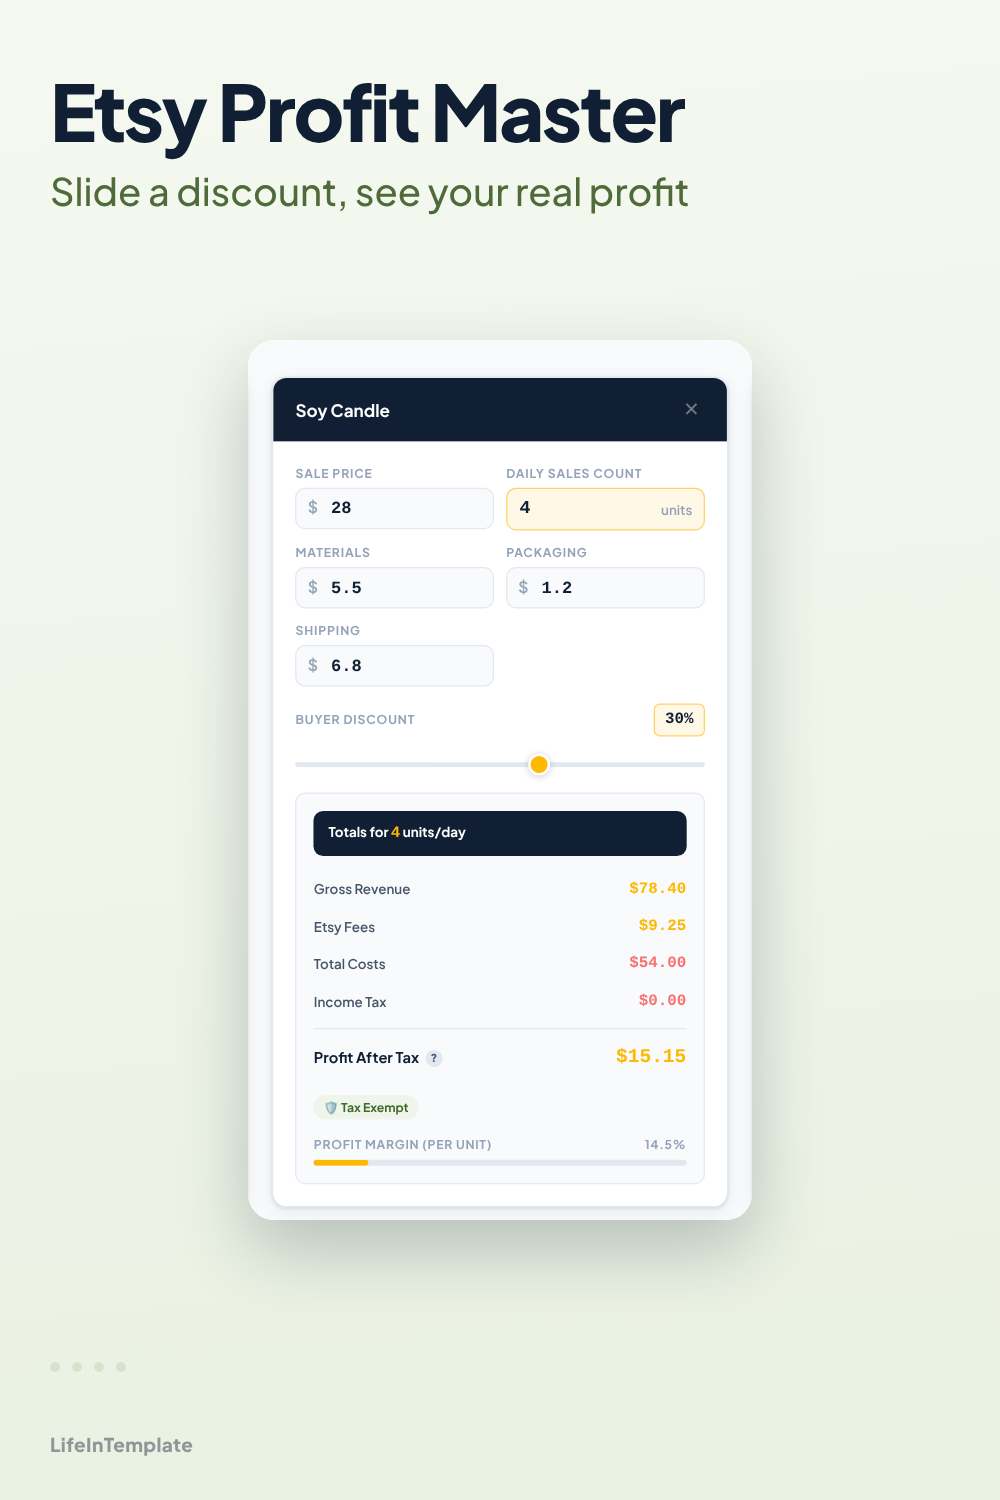 Etsy Profit Master
Slide a discount, see your real profit
Soy Candle ×
SALE PRICE
$ 28
DAILY SALES COUNT
4 units
MATERIALS
$ 5.5
PACKAGING
$ 1.2
SHIPPING
$ 6.8
BUYER DISCOUNT 30%
Totals for 4 units/day
Gross Revenue $78.40
Etsy Fees $9.25
Total Costs $54.00
Income Tax $0.00
Profit After Tax ? $15.15
Tax Exempt
PROFIT MARGIN (PER UNIT) 14.5%
LifeInTemplate